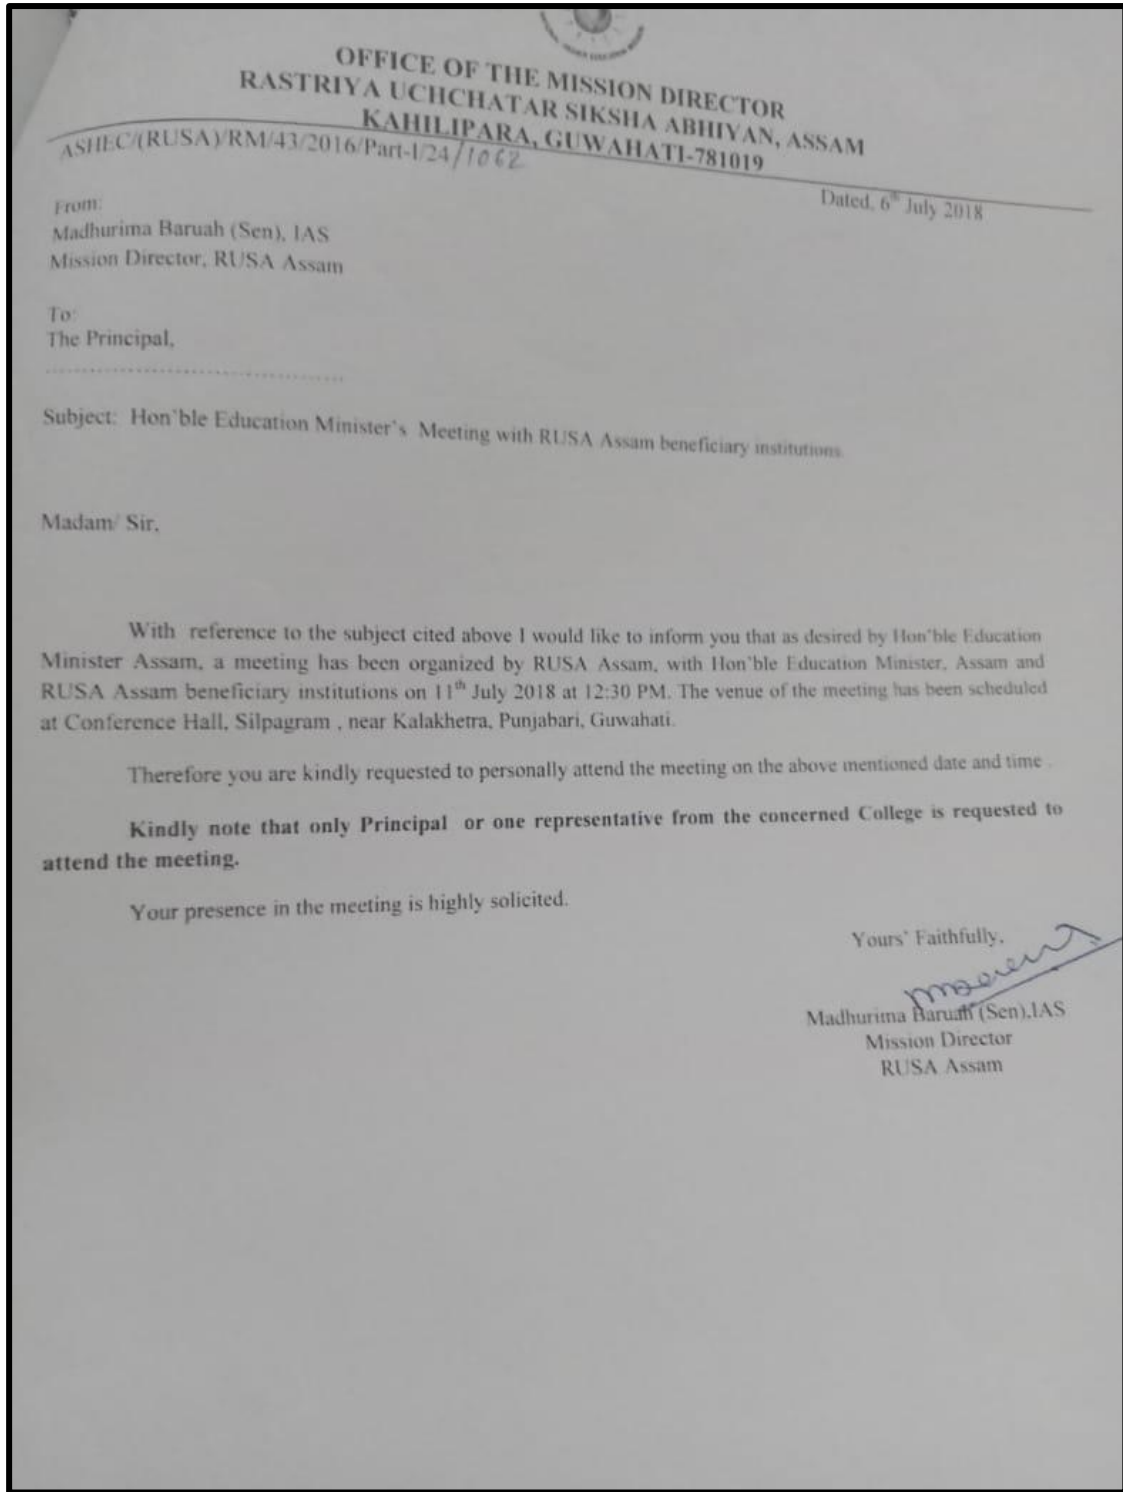 OFFICE OF THE MISSION DIRECTOR
RASTRIYA UCHCHATAR SIKSHA ABHIYAN, ASSAM
KAHILIPARA, GUWAHATI-781019
ASHEC/(RUSA)/RM/43/2016/Part-I/24/1062
Dated, 6th July 2018
From:
Madhurima Baruah (Sen), IAS
Mission Director, RUSA Assam
To:
The Principal,
......................................
Subject: Hon'ble Education Minister's Meeting with RUSA Assam beneficiary institutions.
Madam/ Sir,
With reference to the subject cited above I would like to inform you that as desired by Hon'ble Education
Minister Assam, a meeting has been organized by RUSA Assam, with Hon'ble Education Minister, Assam and
RUSA Assam beneficiary institutions on 11th July 2018 at 12:30 PM. The venue of the meeting has been scheduled
at Conference Hall, Silpagram , near Kalakhetra, Punjabari, Guwahati.
Therefore you are kindly requested to personally attend the meeting on the above mentioned date and time .
Kindly note that only Principal or one representative from the concerned College is requested to
attend the meeting.
Your presence in the meeting is highly solicited.
Yours' Faithfully,
Madhurima Baruah (Sen),IAS
Mission Director
RUSA Assam